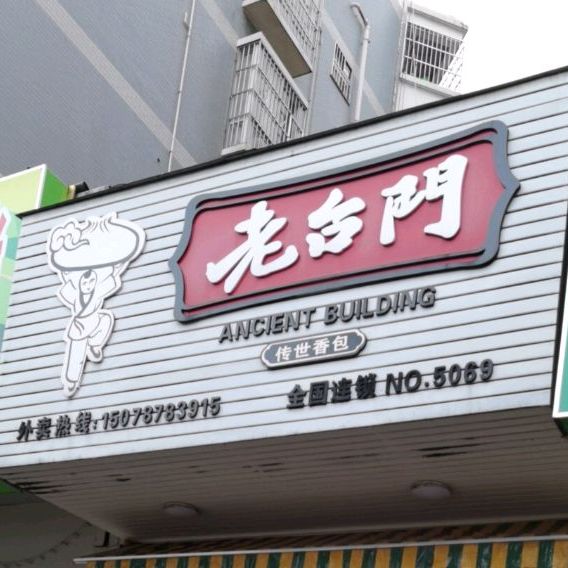 老台門
ANCIENT BUILDING
传世香包
外卖热线:15078783915
全国连锁 NO.5069